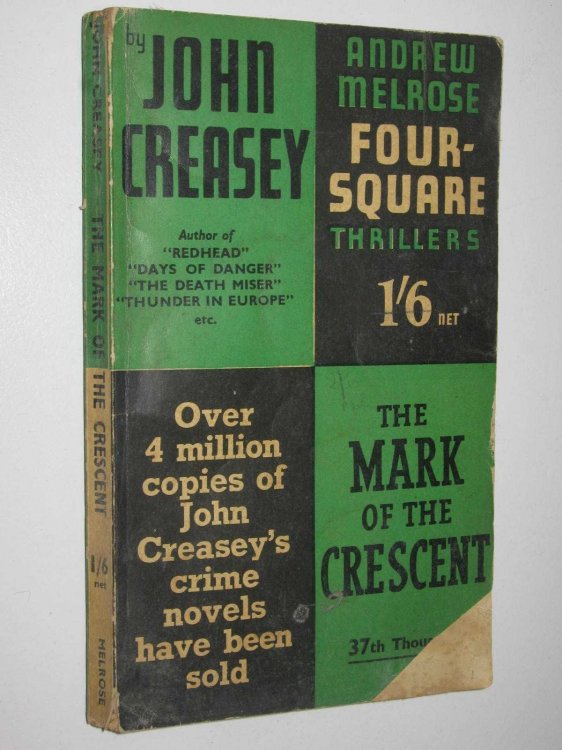 JOHN CREASEY THE MARK OF THE CRESCENT 1/6 net MELROSE
by
JOHN
CREASEY
Author of
"REDHEAD"
"DAYS OF DANGER"
"THE DEATH MISER"
"THUNDER IN EUROPE"
etc.
ANDREW
MELROSE
FOUR-
SQUARE
THRILLERS
1/6 NET
Over
4 million
copies of
John
Creasey's
crime
novels
have been
sold
THE
MARK
OF THE
CRESCENT
37th